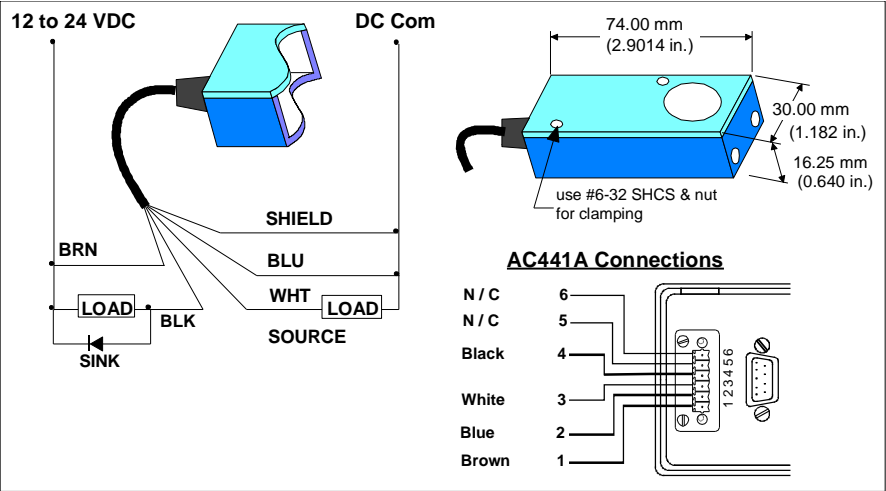 12 to 24 VDC
DC Com
SHIELD
BRN
BLU
WHT
LOAD
LOAD
BLK
SOURCE
SINK
74.00 mm
(2.9014 in.)
30.00 mm
(1.182 in.)
16.25 mm
(0.640 in.)
use #6-32 SHCS & nut
for clamping
AC441A Connections
N / C 6
N / C 5
Black 4
White 3
Blue 2
Brown 1
1 2 3 4 5 6